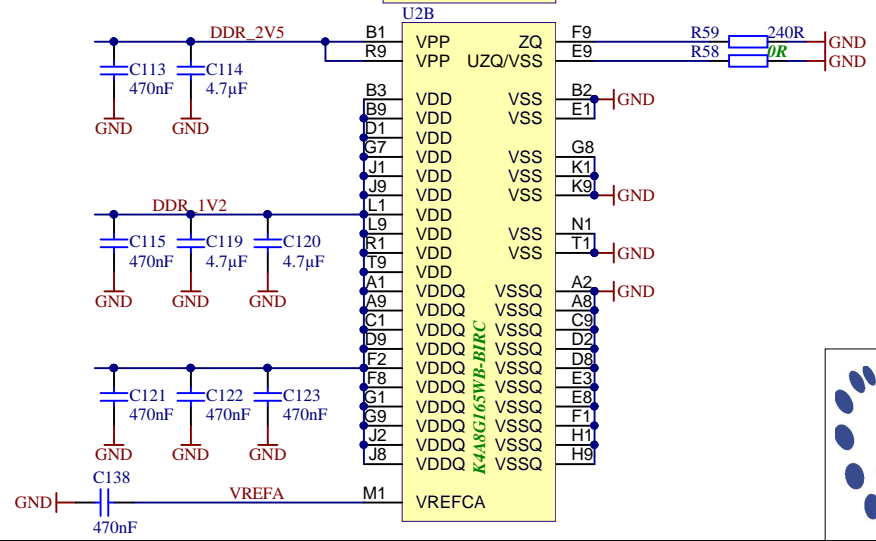 U2B
DDR_2V5 B1 VPP ZQ F9 R59 240R GND
R9 VPP UZQ/VSS E9 R58 0R GND
C113 C114
470nF 4.7µF
GND GND
B3 VDD VSS B2 GND
B9 VDD VSS E1
D1 VDD
G7 VDD VSS G8
J1 VDD VSS K1
J9 VDD VSS K9 GND
DDR_1V2 L1 VDD
L9 VDD VSS N1
R1 VDD VSS T1 GND
T9 VDD
C115 C119 C120
470nF 4.7µF 4.7µF
GND GND GND
A1 VDDQ VSSQ A2 GND
A9 VDDQ VSSQ A8
C1 VDDQ VSSQ C9
D9 VDDQ VSSQ D2
F2 VDDQ VSSQ D8
F8 VDDQ VSSQ E3
G1 VDDQ VSSQ E8
G9 VDDQ VSSQ F1
J2 VDDQ VSSQ H1
J8 VDDQ VSSQ H9
K4A8G165WB-BIRC
C121 C122 C123
470nF 470nF 470nF
GND GND GND
C138
GND VREFA M1 VREFCA
470nF